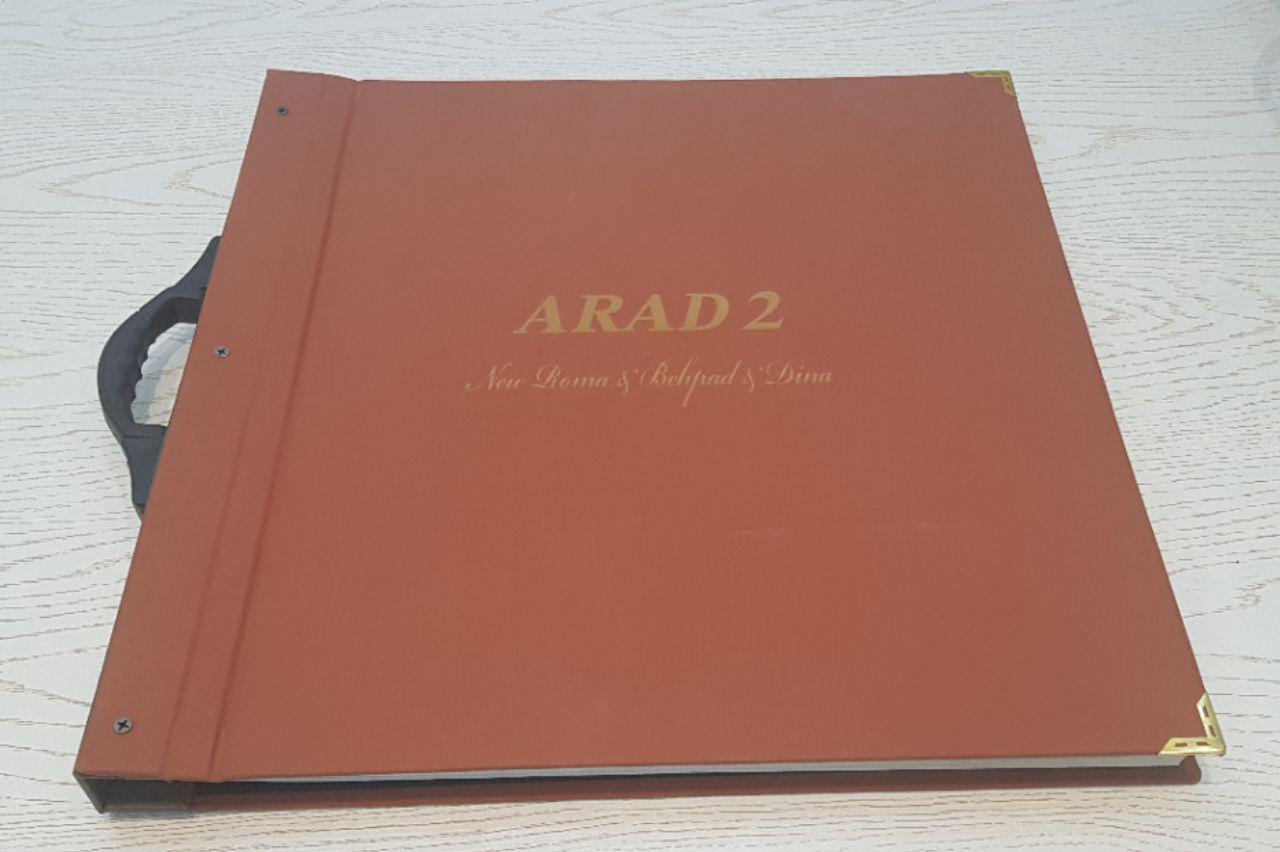 ARAD 2
New Roma & Behpad & Dina